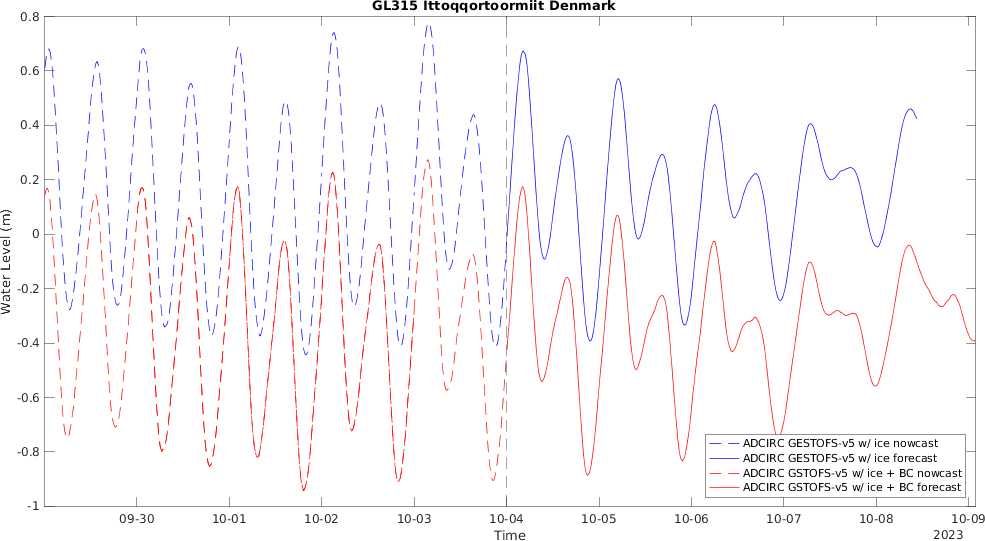 GL315 Ittoqqortoormiit Denmark
0.8
0.6
0.4
0.2
0
-0.2
-0.4
-0.6
-0.8
-1
Water Level (m)
ADCIRC GESTOFS-v5 w/ ice nowcast
ADCIRC GESTOFS-v5 w/ ice forecast
ADCIRC GSTOFS-v5 w/ ice + BC nowcast
ADCIRC GSTOFS-v5 w/ ice + BC forecast
09-30 10-01 10-02 10-03 10-04 10-05 10-06 10-07 10-08 10-09
Time 2023